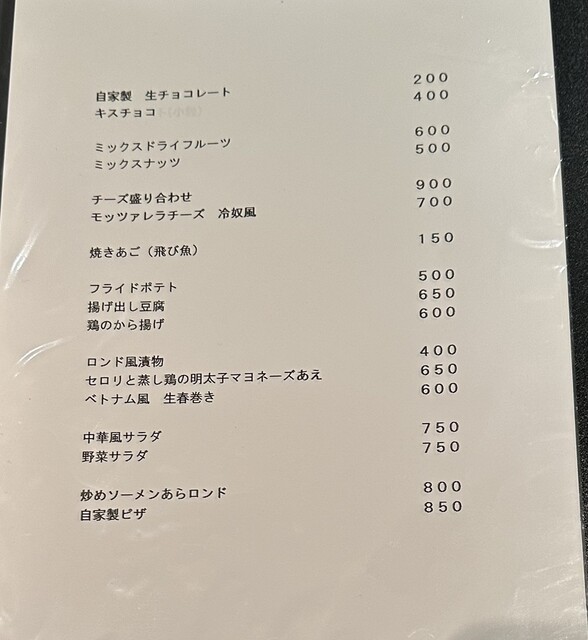 自家製　生チョコレート　200
キスチョコ　400
ミックスドライフルーツ　600
ミックスナッツ　500
チーズ盛り合わせ　900
モッツァレラチーズ　冷奴風　700
焼きあご（飛び魚）　150
フライドポテト　500
揚げ出し豆腐　650
鶏のから揚げ　600
ロンド風漬物　400
セロリと蒸し鶏の明太子マヨネーズあえ　650
ベトナム風　生春巻き　600
中華風サラダ　750
野菜サラダ　750
炒めソーメンあらロンド　800
自家製ピザ　850